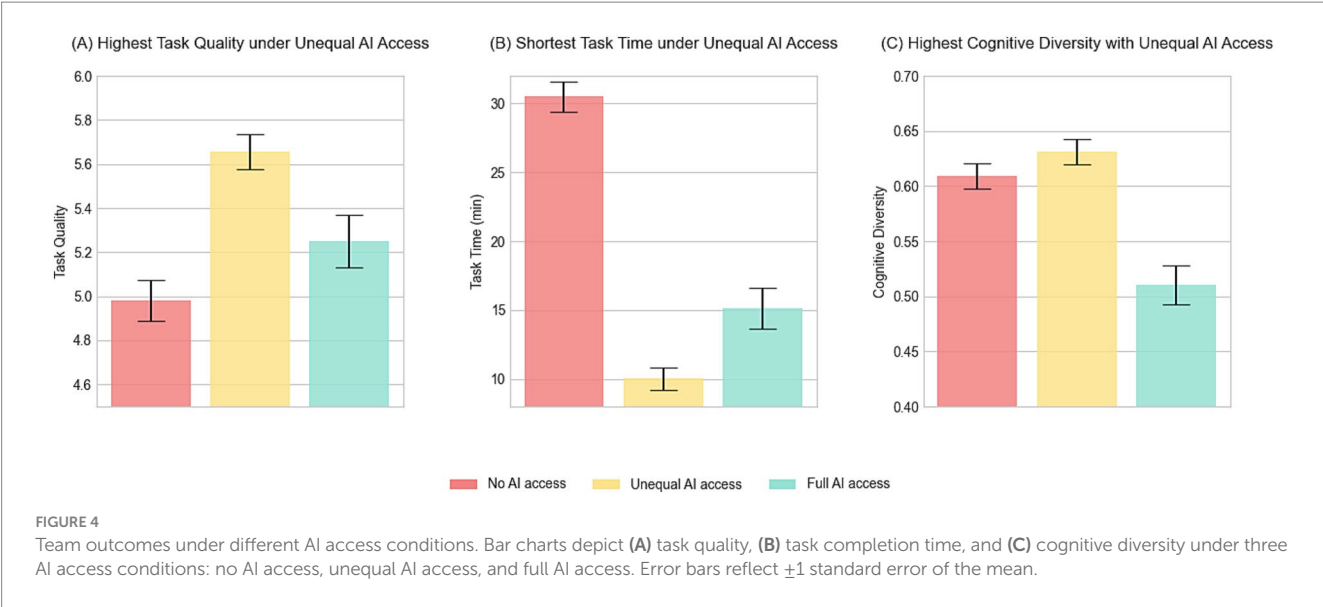 (A) Highest Task Quality under Unequal AI Access
6.0
5.8
5.6
5.4
5.2
5.0
4.8
4.6
Task Quality
(B) Shortest Task Time under Unequal AI Access
30
25
20
15
10
Task Time (min)
(C) Highest Cognitive Diversity with Unequal AI Access
0.70
0.65
0.60
0.55
0.50
0.45
0.40
Cognitive Diversity
No AI access Unequal AI access Full AI access
FIGURE 4
Team outcomes under different AI access conditions. Bar charts depict (A) task quality, (B) task completion time, and (C) cognitive diversity under three
AI access conditions: no AI access, unequal AI access, and full AI access. Error bars reflect ±1 standard error of the mean.